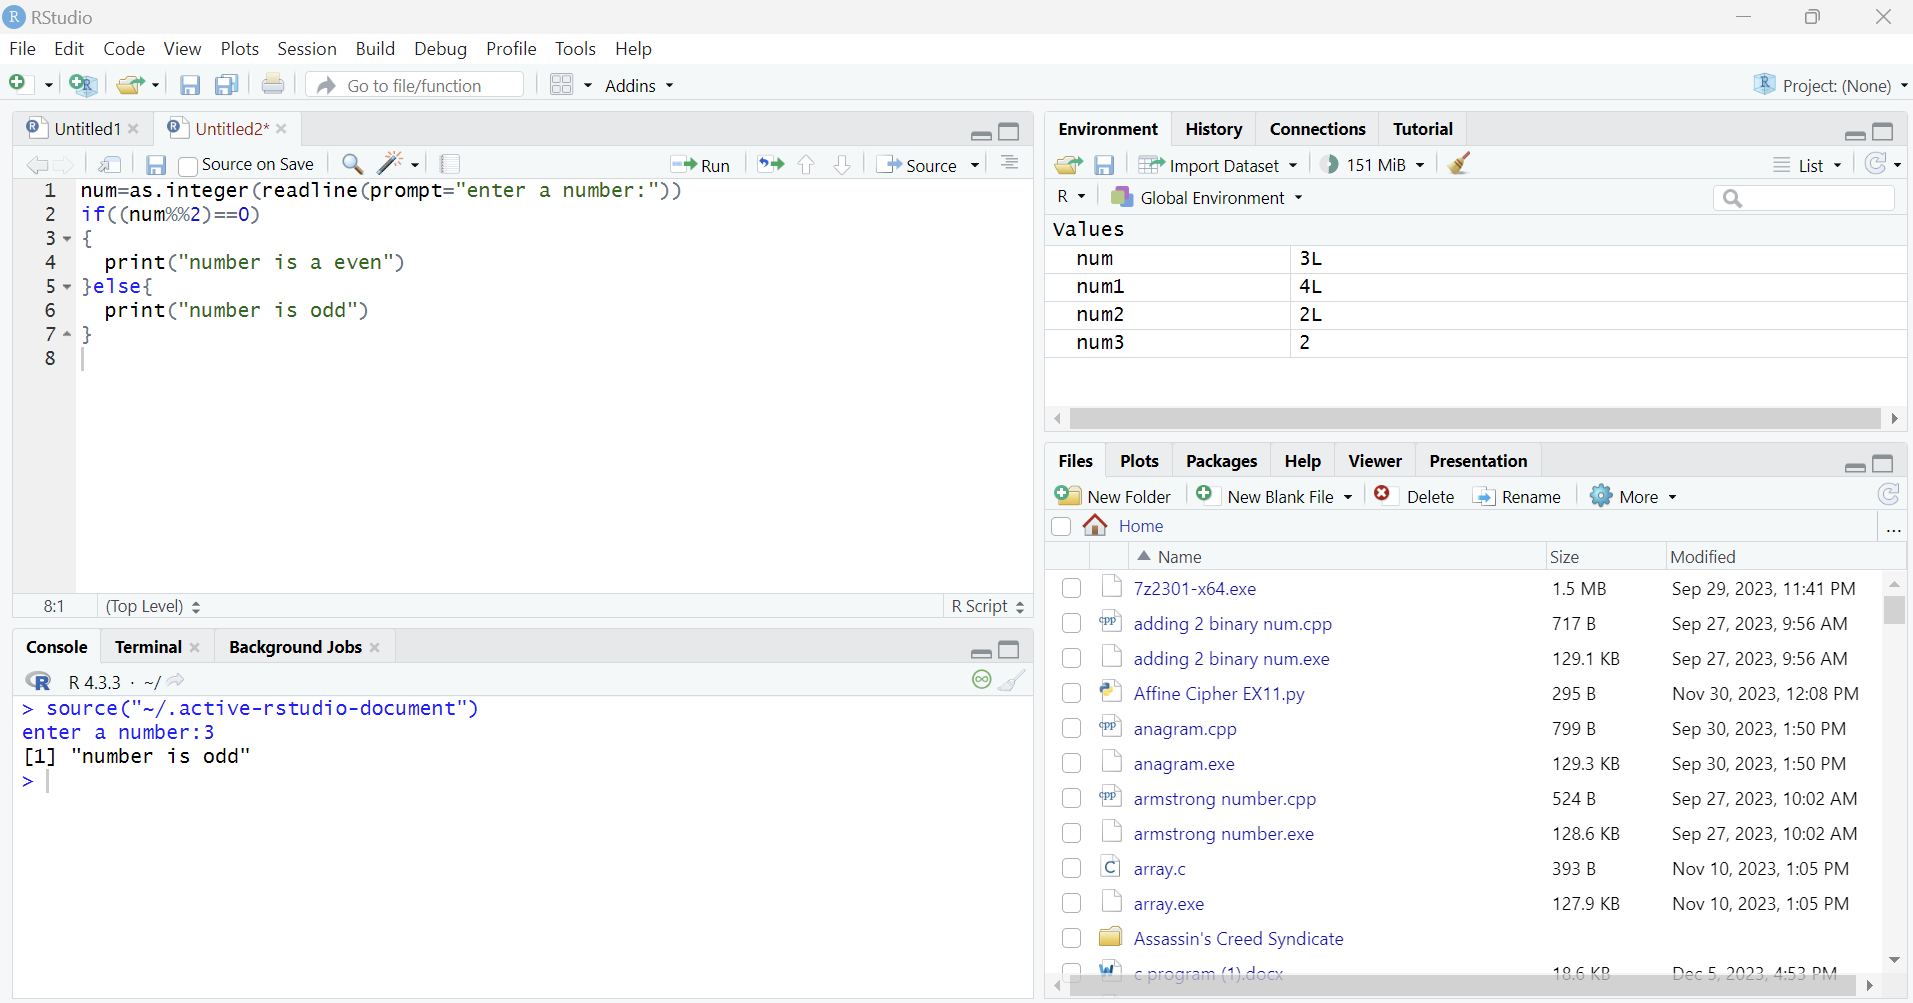 RStudio
File Edit Code View Plots Session Build Debug Profile Tools Help
Go to file/function Addins Project: (None)
Untitled1 Untitled2*
Source on Save Run Source
1 num=as.integer(readline(prompt="enter a number:"))
2 if((num%%2)==0)
3 {
4 print("number is a even")
5 }else{
6 print("number is odd")
7 }
8
8:1 (Top Level) R Script
Console Terminal Background Jobs
R 4.3.3 · ~/
> source("~/.active-rstudio-document")
enter a number:3
[1] "number is odd"
>
Environment History Connections Tutorial
Import Dataset 151 MiB List
R Global Environment
Values
num 3L
num1 4L
num2 2L
num3 2
Files Plots Packages Help Viewer Presentation
New Folder New Blank File Delete Rename More
Home ...
Name Size Modified
7z2301-x64.exe 1.5 MB Sep 29, 2023, 11:41 PM
adding 2 binary num.cpp 717 B Sep 27, 2023, 9:56 AM
adding 2 binary num.exe 129.1 KB Sep 27, 2023, 9:56 AM
Affine Cipher EX11.py 295 B Nov 30, 2023, 12:08 PM
anagram.cpp 799 B Sep 30, 2023, 1:50 PM
anagram.exe 129.3 KB Sep 30, 2023, 1:50 PM
armstrong number.cpp 524 B Sep 27, 2023, 10:02 AM
armstrong number.exe 128.6 KB Sep 27, 2023, 10:02 AM
array.c 393 B Nov 10, 2023, 1:05 PM
array.exe 127.9 KB Nov 10, 2023, 1:05 PM
Assassin's Creed Syndicate
c program (1).docx 18.6 KB Dec 5, 2023, 4:53 PM